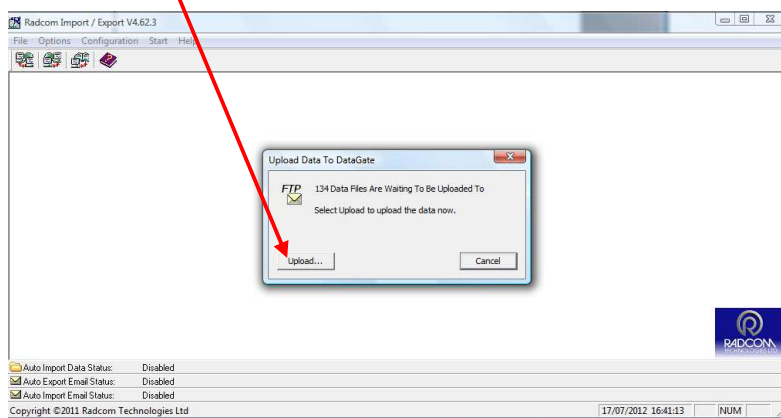 Radcom Import / Export V4.62.3
File Options Configuration Start Help
Upload Data To DataGate
FTP 134 Data Files Are Waiting To Be Uploaded To
Select Upload to upload the data now.
Upload... Cancel
RADCOM
TECHNOLOGIES LTD
Auto Import Data Status: Disabled
Auto Export Email Status: Disabled
Auto Import Email Status: Disabled
Copyright ©2011 Radcom Technologies Ltd 17/07/2012 16:41:13 NUM